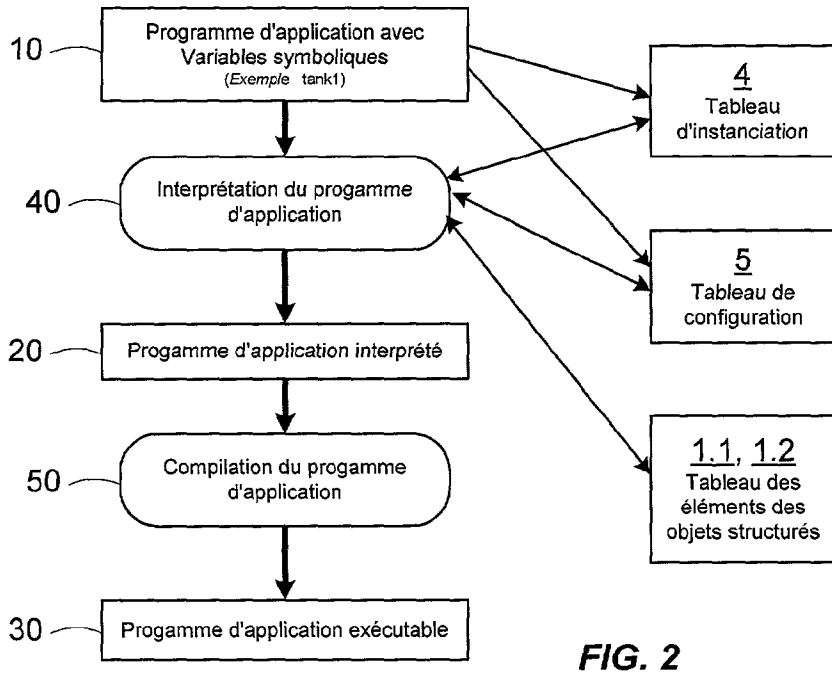 10
Programme d'application avec
Variables symboliques
(Exemple tank1)
4
Tableau
d'instanciation
40
Interprétation du progamme
d'application
5
Tableau de
configuration
20
Progamme d'application interprété
50
Compilation du progamme
d'application
1.1, 1.2
Tableau des
éléments des
objets structurés
30
Progamme d'application exécutable
FIG. 2